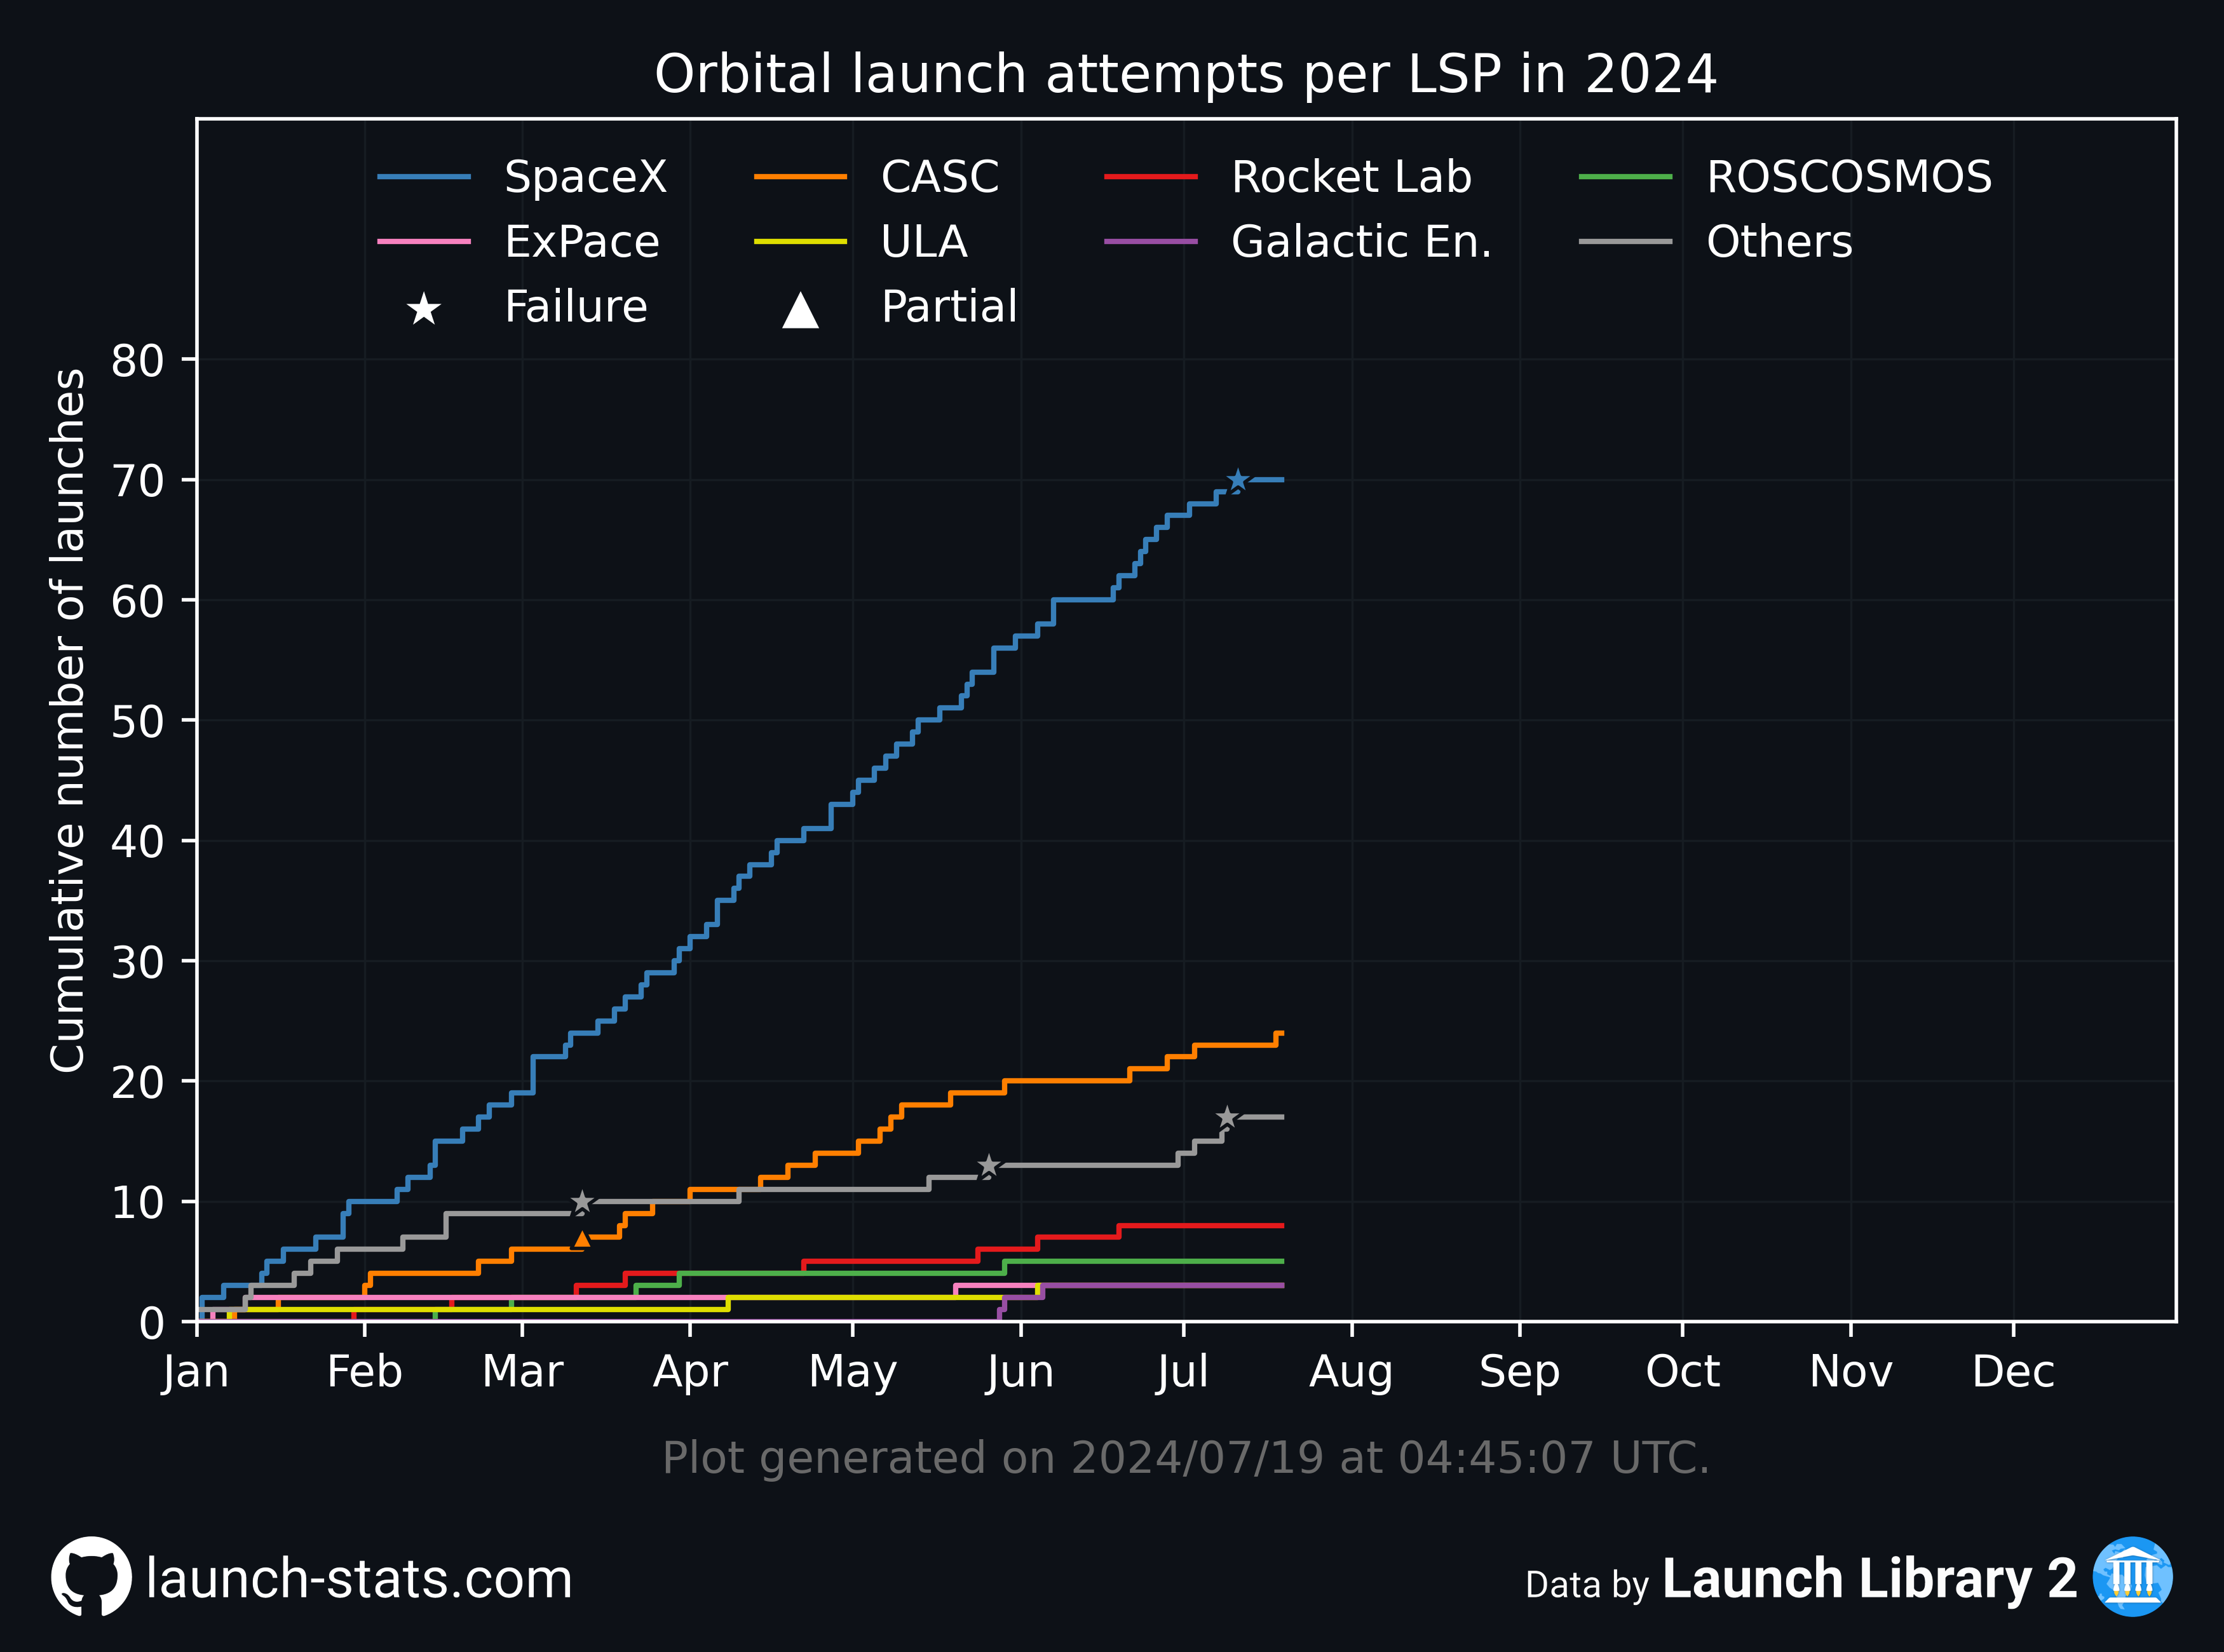 Orbital launch attempts per LSP in 2024
SpaceX CASC Rocket Lab ROSCOSMOS
ExPace ULA Galactic En. Others
Failure Partial
Cumulative number of launches
80
70
60
50
40
30
20
10
0
Jan Feb Mar Apr May Jun Jul Aug Sep Oct Nov Dec
Plot generated on 2024/07/19 at 04:45:07 UTC.
launch-stats.com
Data by Launch Library 2